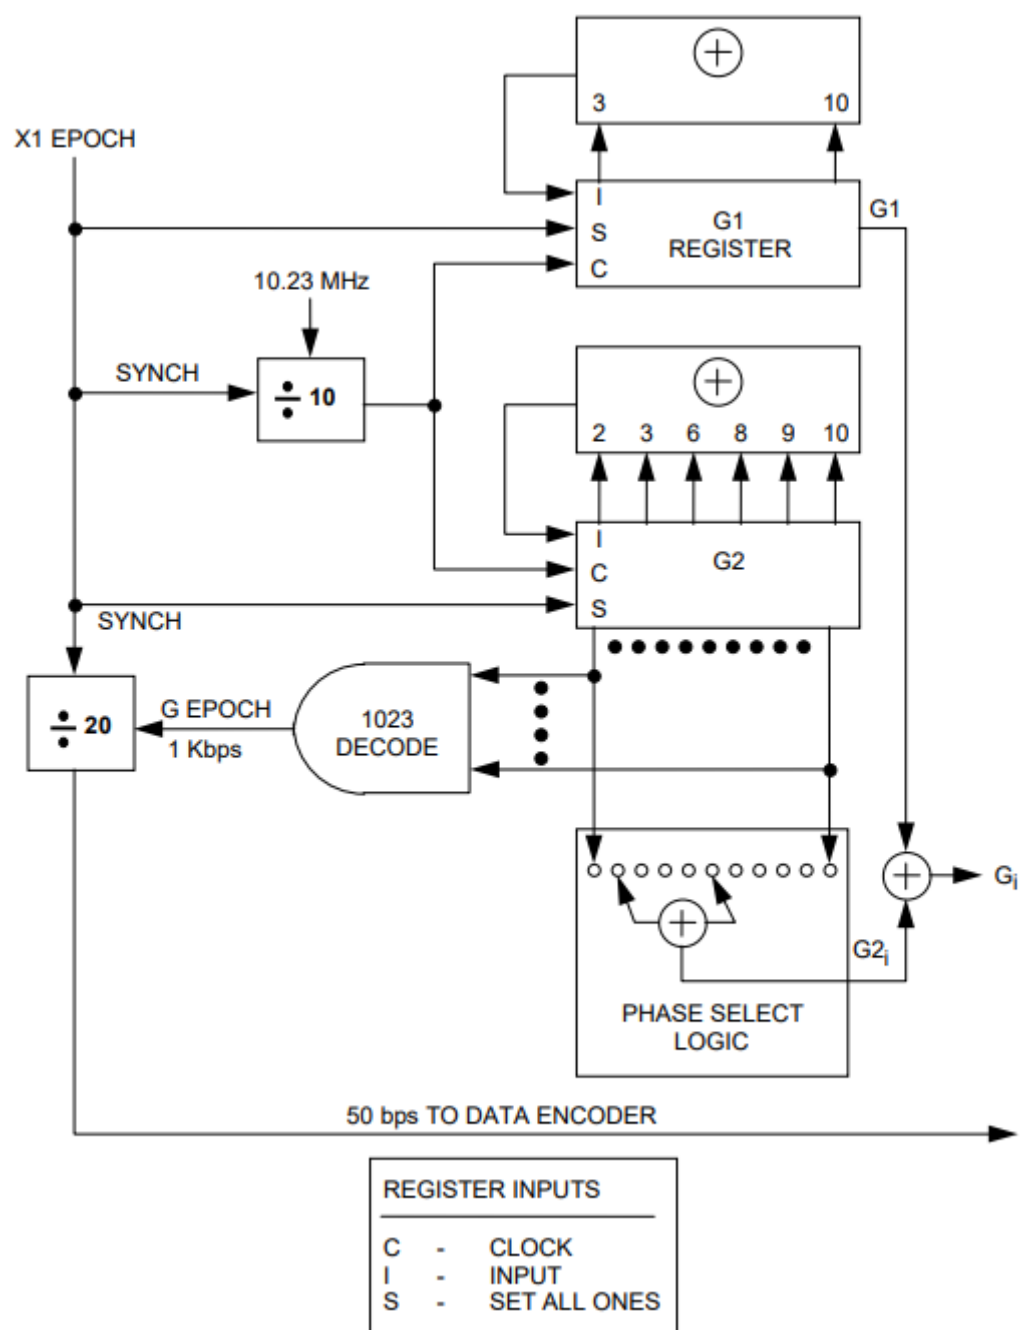 3 10
X1 EPOCH
I
S
C
G1
REGISTER
G1
10.23 MHz
SYNCH
÷ 10
2 3 6 8 9 10
I
C
S
G2
SYNCH
÷ 20
G EPOCH
1 Kbps
1023
DECODE
Gi
G2i
PHASE SELECT
LOGIC
50 bps TO DATA ENCODER
REGISTER INPUTS
C - CLOCK
I - INPUT
S - SET ALL ONES